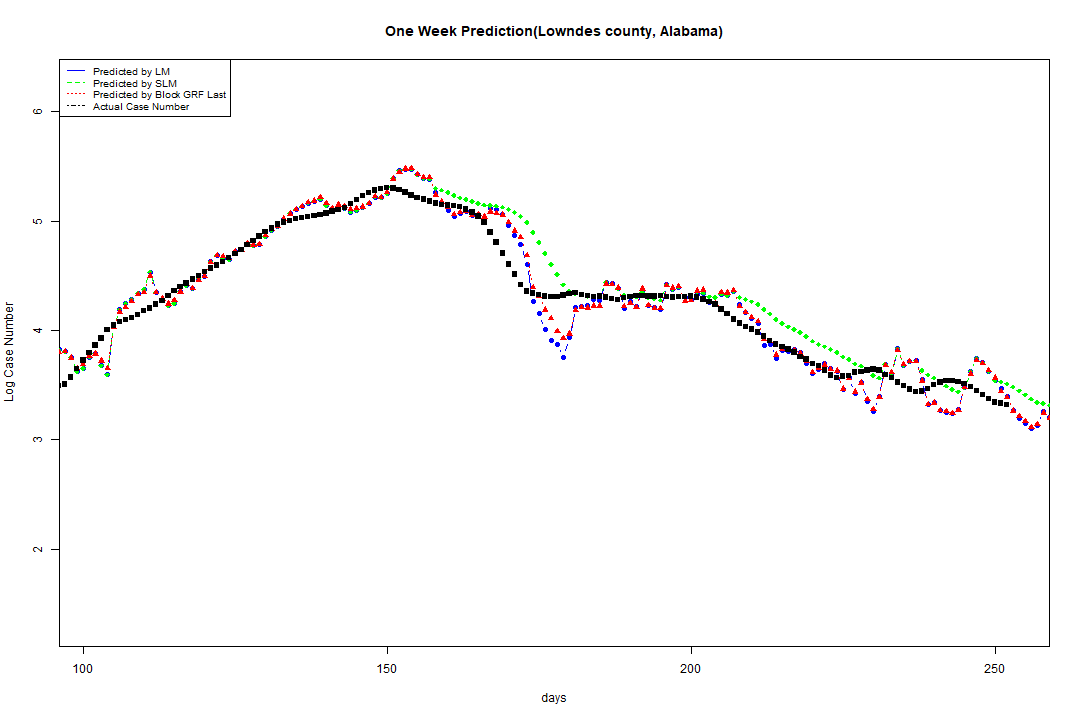 One Week Prediction(Lowndes county, Alabama)
Predicted by LM
Predicted by SLM
Predicted by Block GRF Last
Actual Case Number
6
5
4
3
2
Log Case Number
100 150 200 250
days